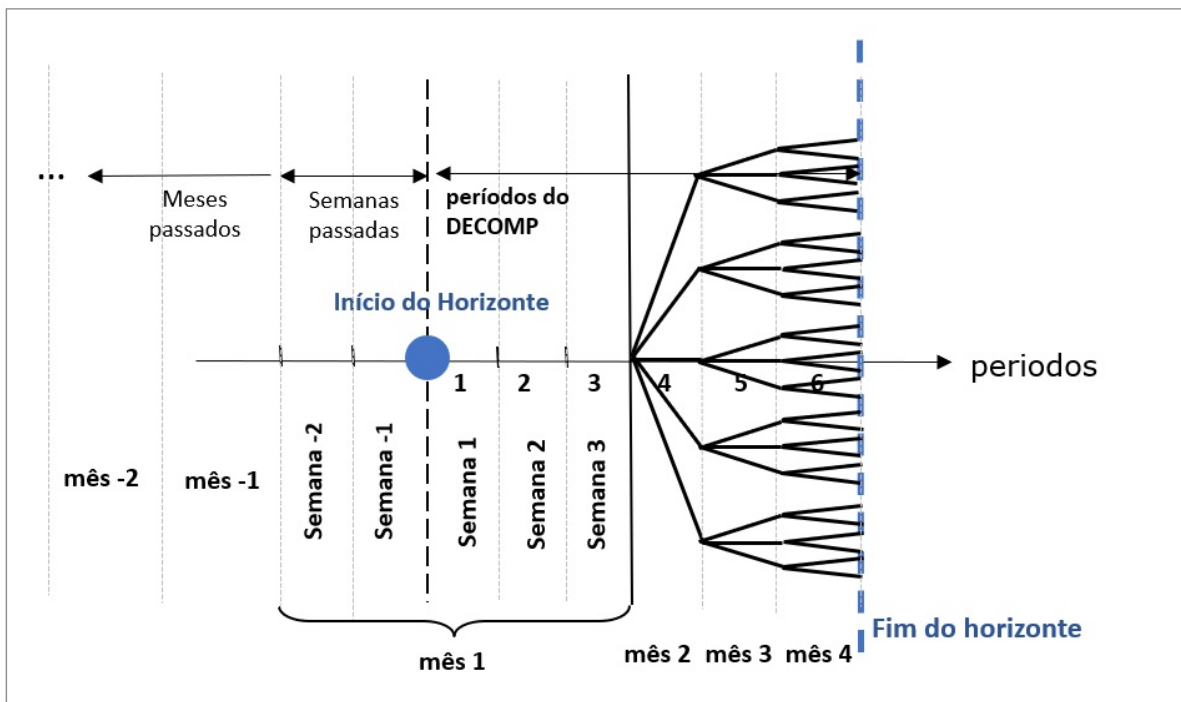 ...
Meses
passados
Semanas
passadas
períodos do
DECOMP
Início do Horizonte
1
2
3
4
5
6
periodos
mês -2
mês -1
Semana -2
Semana -1
Semana 1
Semana 2
Semana 3
Fim do horizonte
mês 1
mês 2
mês 3
mês 4